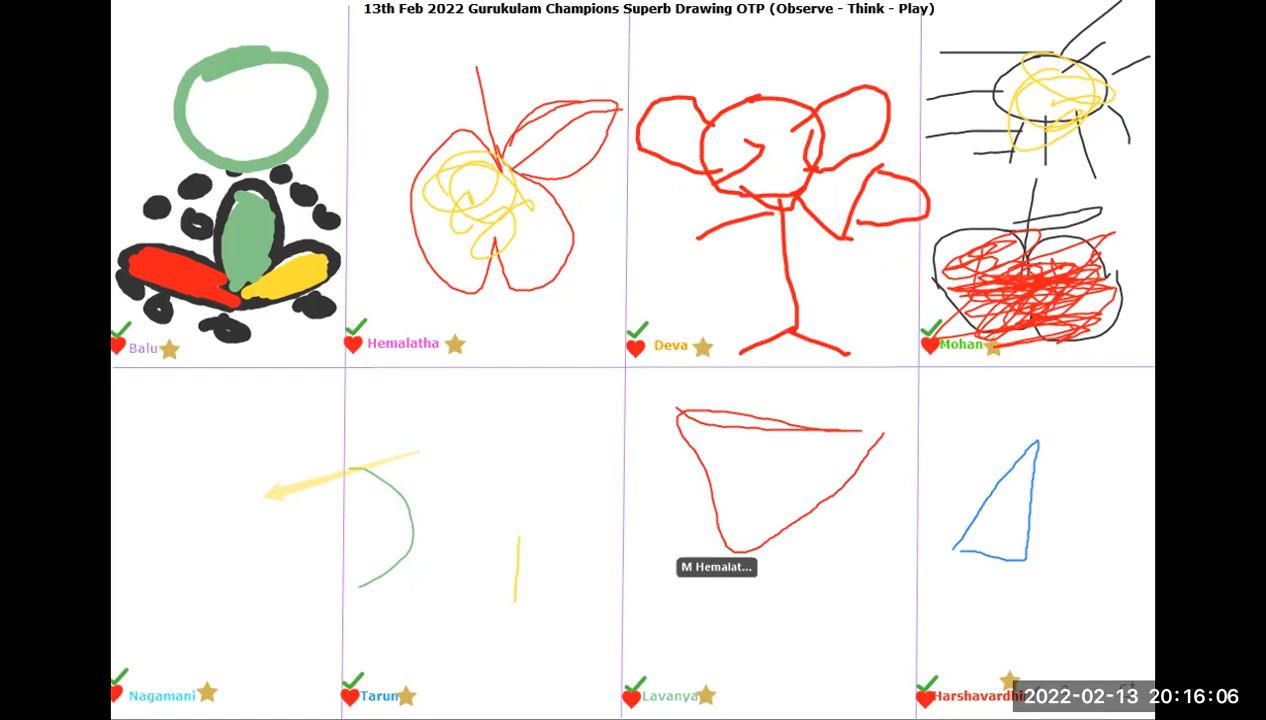 13th Feb 2022 Gurukulam Champions Superb Drawing OTP (Observe - Think - Play)
Balu
Hemalatha
Deva
Mohan
M Hemalat...
Nagamani
Tarun
Lavanya
2022-02-13 20:16:06